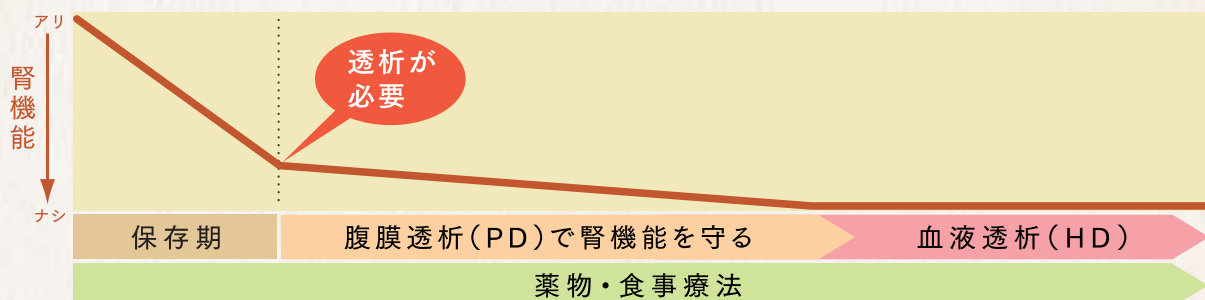 アリ
腎機能
ナシ
透析が
必要
保存期
腹膜透析(PD)で腎機能を守る
血液透析(HD)
薬物・食事療法